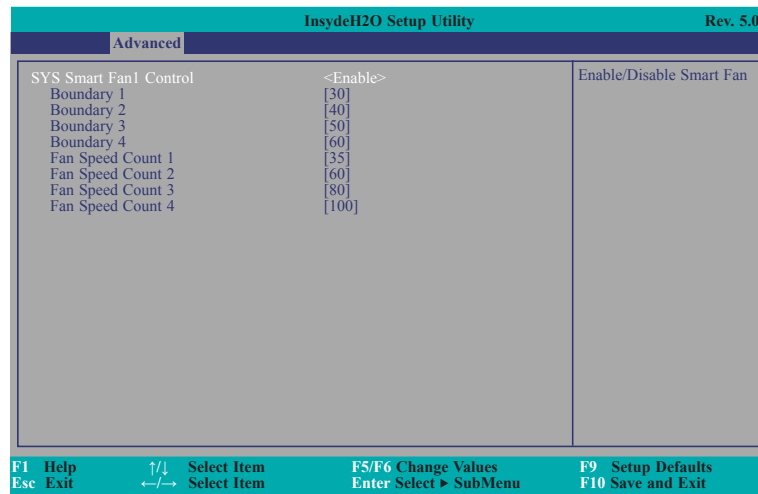 InsydeH2O Setup Utility Rev. 5.0
Advanced
SYS Smart Fan1 Control <Enable>
Boundary 1 [30]
Boundary 2 [40]
Boundary 3 [50]
Boundary 4 [60]
Fan Speed Count 1 [35]
Fan Speed Count 2 [60]
Fan Speed Count 3 [80]
Fan Speed Count 4 [100]
Enable/Disable Smart Fan
F1 Help ↑/↓ Select Item F5/F6 Change Values F9 Setup Defaults
Esc Exit ←/→ Select Item Enter Select ► SubMenu F10 Save and Exit